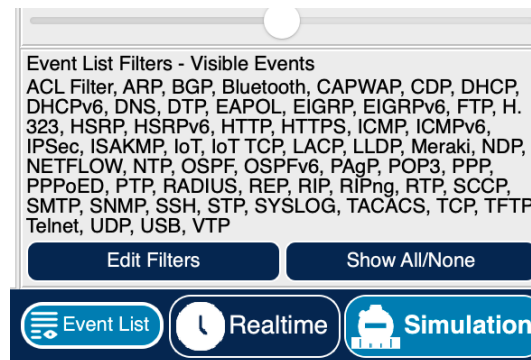 Event List Filters - Visible Events
ACL Filter, ARP, BGP, Bluetooth, CAPWAP, CDP, DHCP,
DHCPv6, DNS, DTP, EAPOL, EIGRP, EIGRPv6, FTP, H.
323, HSRP, HSRPv6, HTTP, HTTPS, ICMP, ICMPv6,
IPSec, ISAKMP, IoT, IoT TCP, LACP, LLDP, Meraki, NDP,
NETFLOW, NTP, OSPF, OSPFv6, PAgP, POP3, PPP,
PPPoED, PTP, RADIUS, REP, RIP, RIPng, RTP, SCCP,
SMTP, SNMP, SSH, STP, SYSLOG, TACACS, TCP, TFTP
Telnet, UDP, USB, VTP
Edit Filters Show All/None
Event List Realtime Simulation